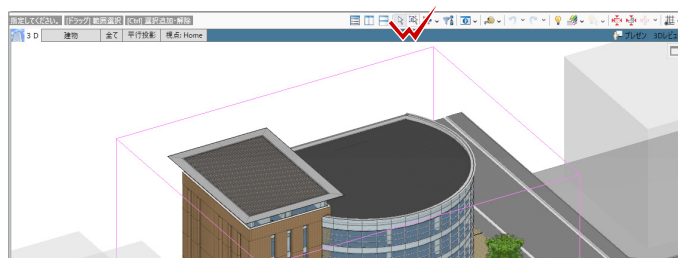 指定してください。 [ドラッグ] 範囲選択 [Ctrl] 選択追加・解除
3 D 建物 全て 平行投影 視点: Home プレゼン 3Dレビュ